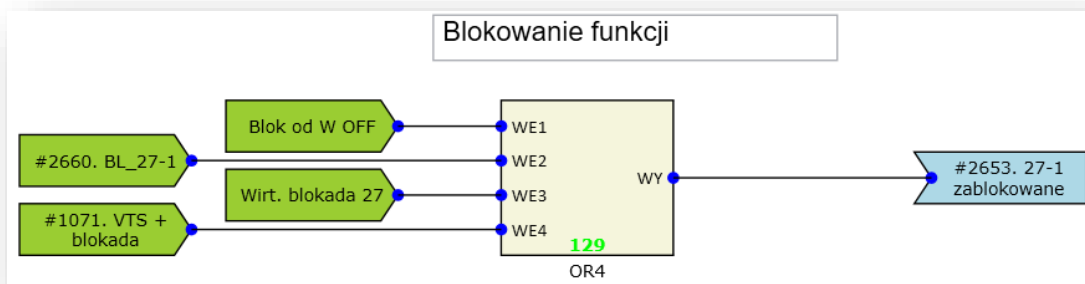 Blokowanie funkcji
Blok od W OFF
WE1
#2660. BL_27-1
WE2
Wirt. blokada 27
WE3
#1071. VTS +
blokada
WE4
WY
129
OR4
#2653. 27-1
zablokowane